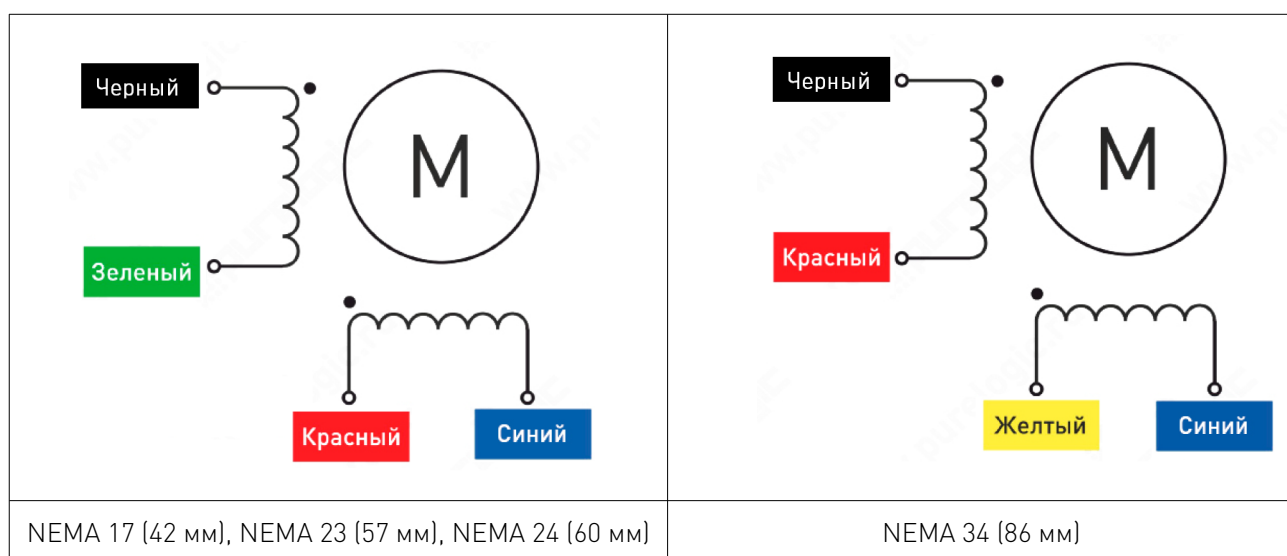 Черный
M
Зеленый
Красный
Синий
NEMA 17 (42 мм), NEMA 23 (57 мм), NEMA 24 (60 мм)
Черный
M
Красный
Желтый
Синий
NEMA 34 (86 мм)